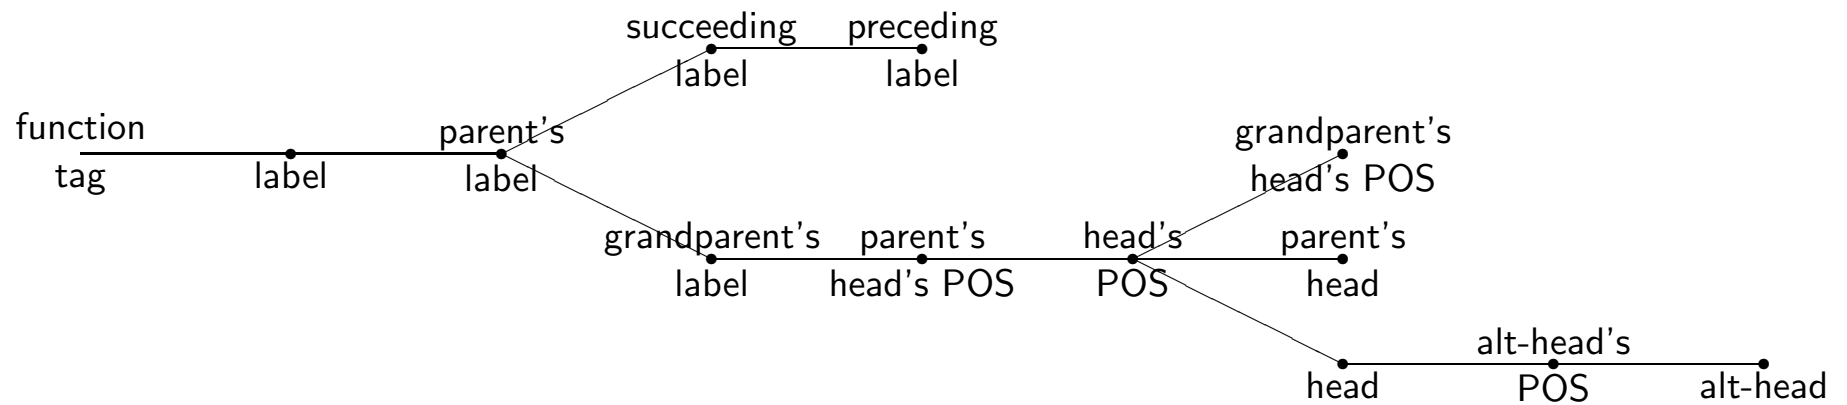 succeeding preceding
label label
function parent's grandparent's
tag label label head's POS
grandparent's parent's head's parent's
label head's POS POS head
alt-head's
head POS alt-head